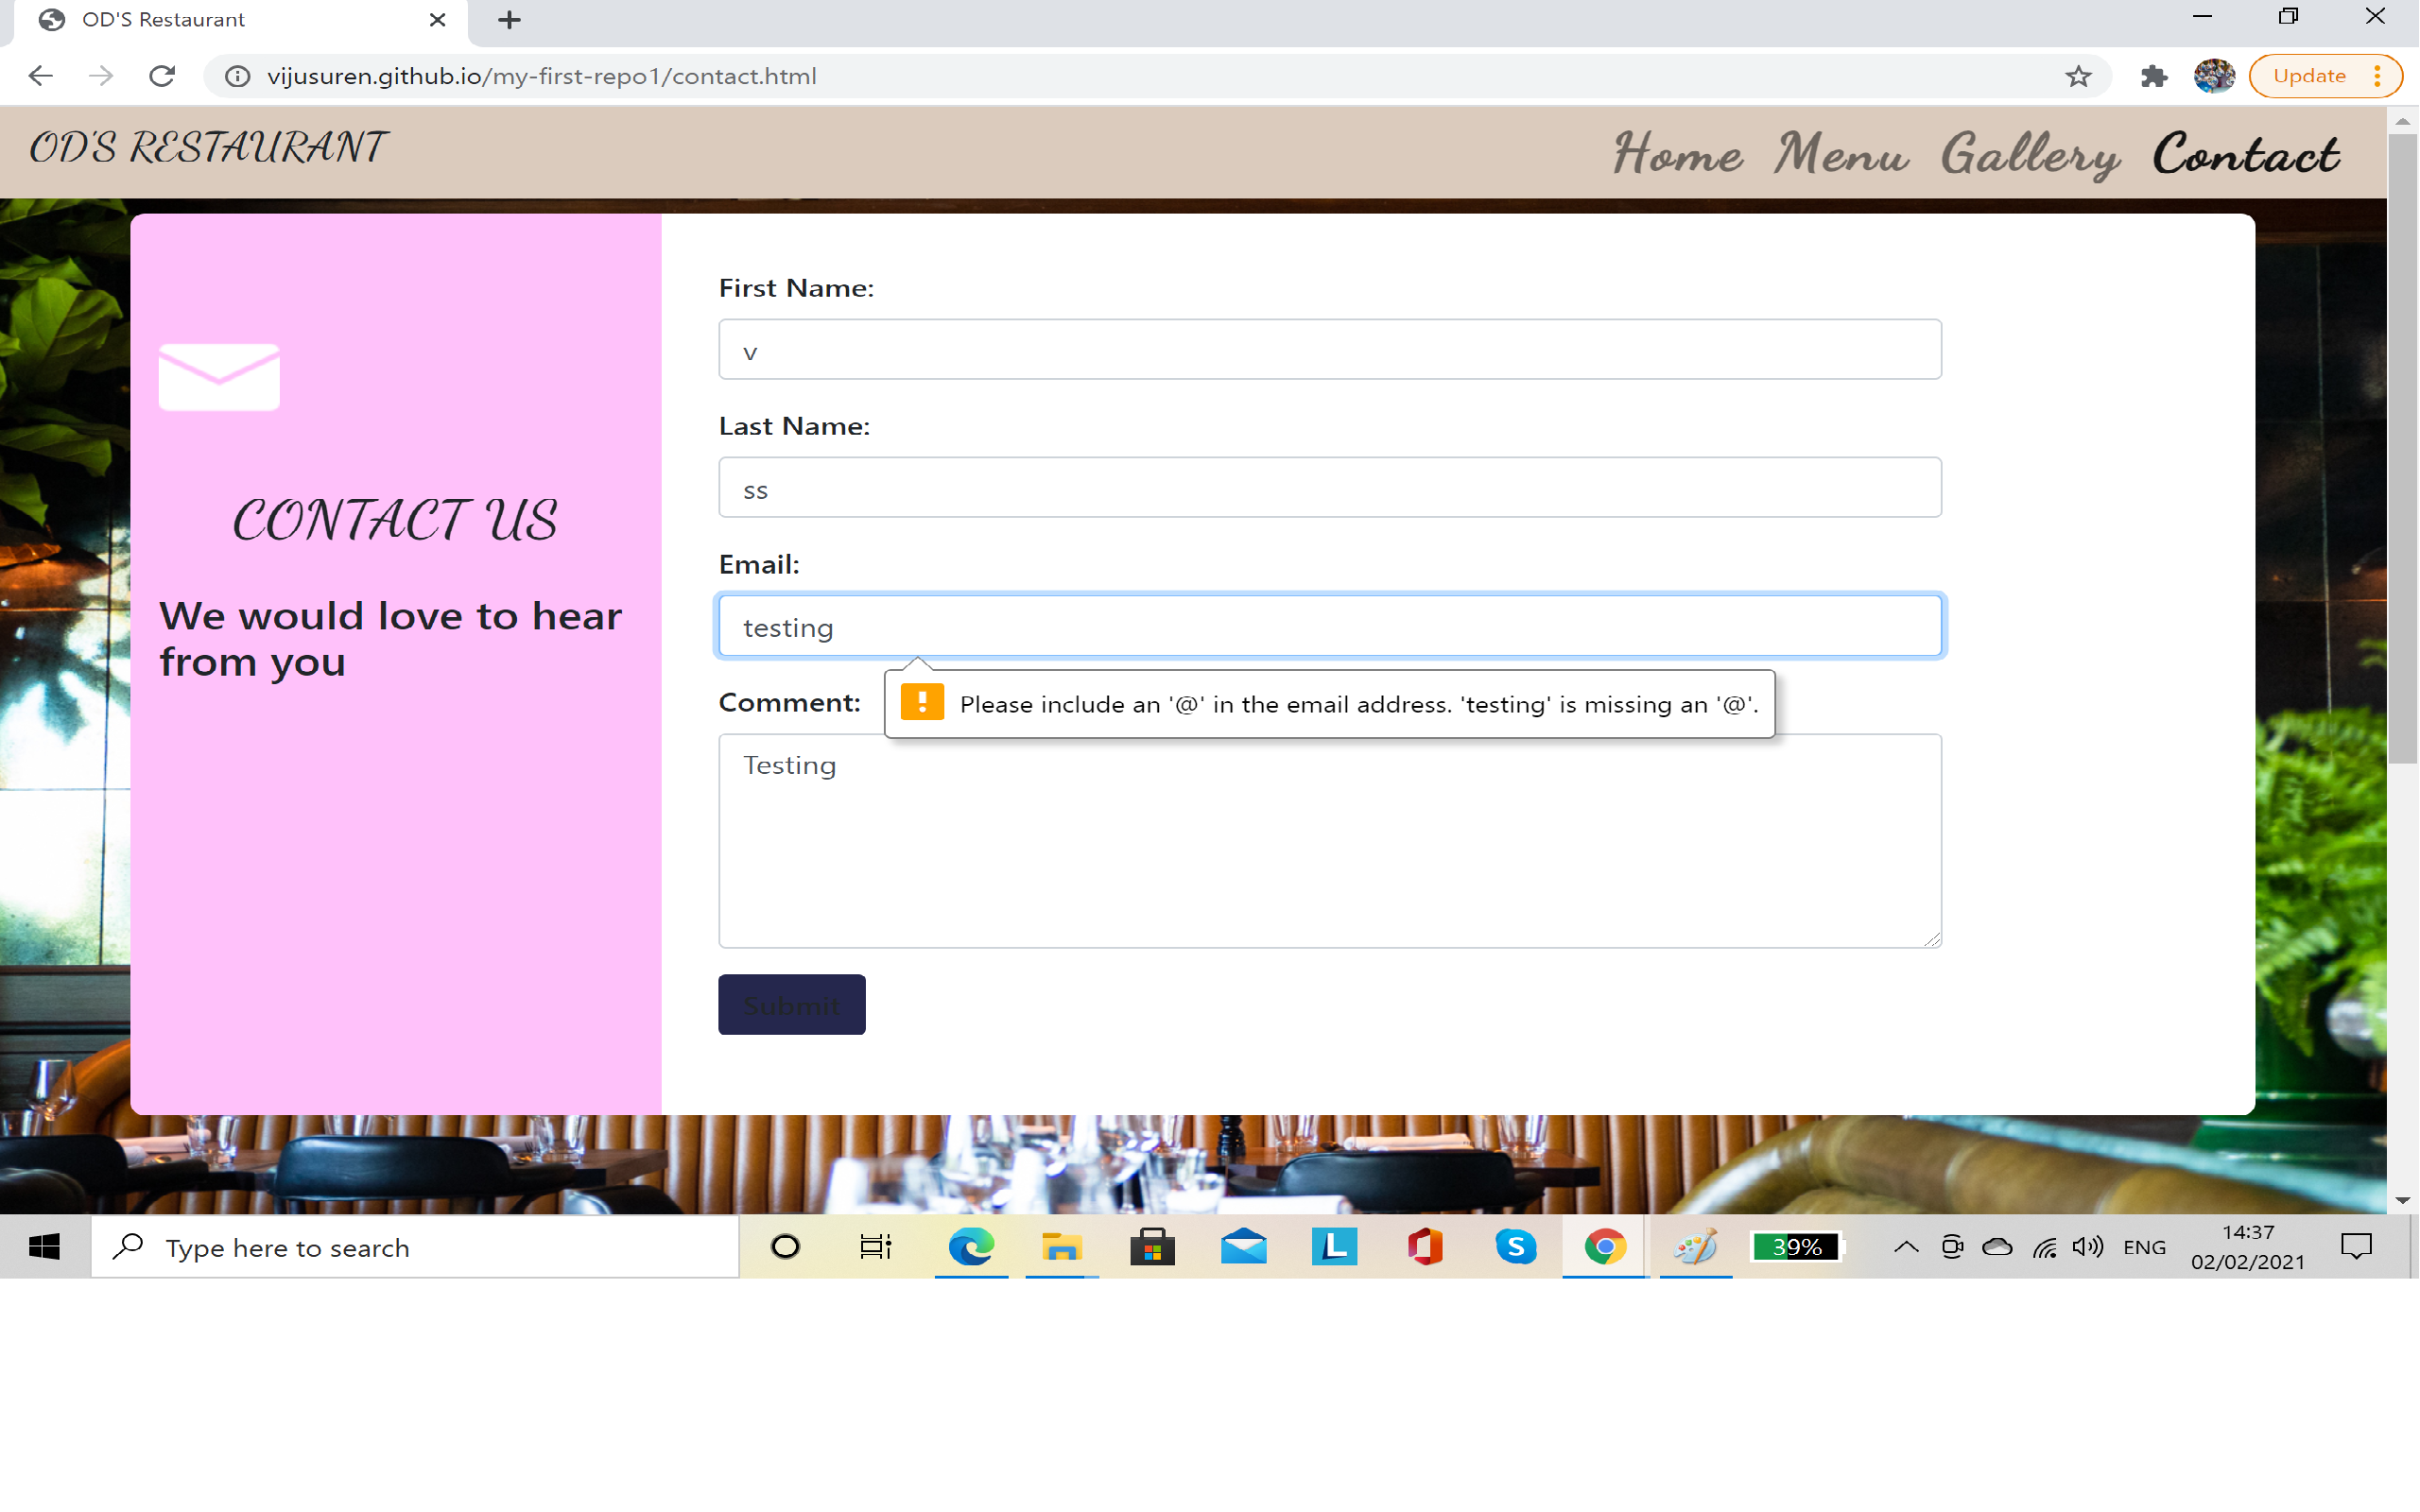 OD'S Restaurant
vijusuren.github.io/my-first-repo1/contact.html
Update
OD'S RESTAURANT
Home Menu Gallery Contact
First Name:
v
Last Name:
ss
CONTACT US
We would love to hear
from you
Email:
testing
Please include an '@' in the email address. 'testing' is missing an '@'.
Comment:
Testing
Submit
Type here to search
L
S
39%
ENG
14:37
02/02/2021